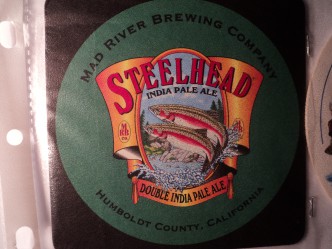 MAD RIVER BREWING COMPANY
STEELHEAD
INDIA PALE ALE
DOUBLE INDIA PALE ALE
HUMBOLDT COUNTY, CALIFORNIA